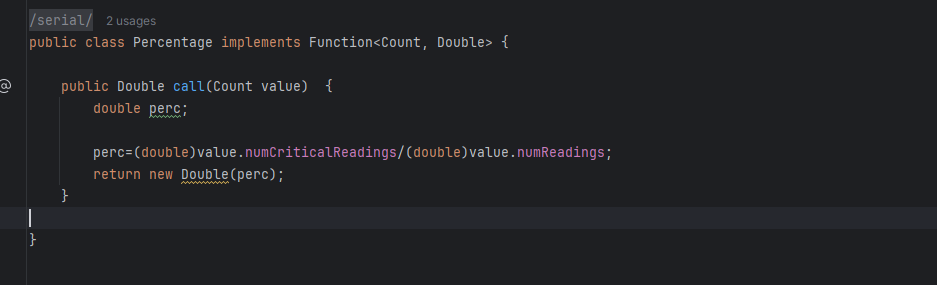 /serial/ 2 usages
public class Percentage implements Function<Count, Double> {
@ public Double call(Count value)  {
double perc;
perc=(double)value.numCriticalReadings/(double)value.numReadings;
return new Double(perc);
}
}